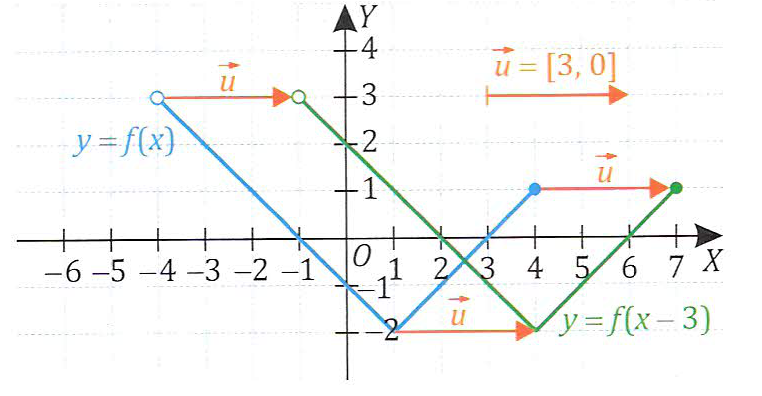 Y
4
u⃗ = [3, 0]
u⃗
3
y = f(x)
2
u⃗
1
O
X
−6 −5 −4 −3 −2 −1 1 2 3 4 5 6 7
−1
u⃗
y = f(x − 3)
−2